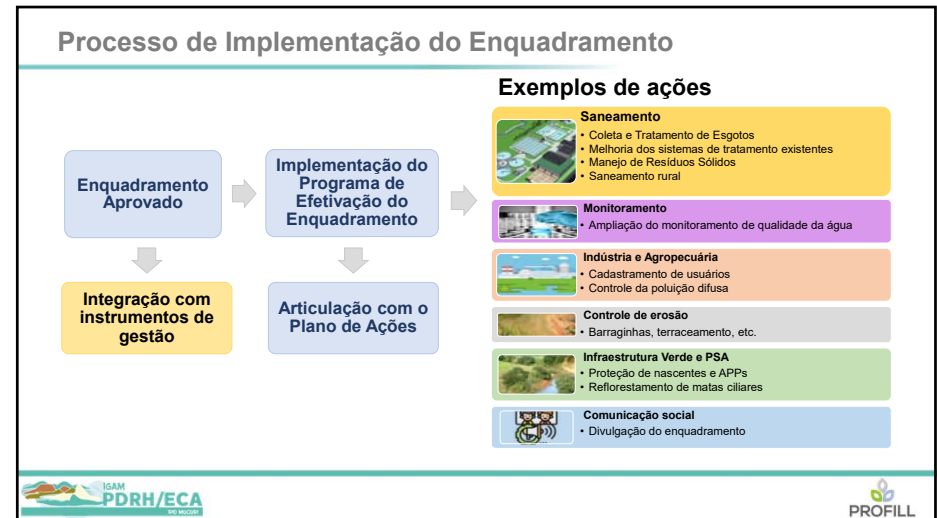 Processo de Implementação do Enquadramento
Enquadramento
Aprovado
Integração com
instrumentos de
gestão
Implementação do
Programa de
Efetivação do
Enquadramento
Articulação com o
Plano de Ações
Exemplos de ações
Saneamento
• Coleta e Tratamento de Esgotos
• Melhoria dos sistemas de tratamento existentes
• Manejo de Resíduos Sólidos
• Saneamento rural
Monitoramento
• Ampliação do monitoramento de qualidade da água
Indústria e Agropecuária
• Cadastramento de usuários
• Controle da poluição difusa
Controle de erosão
• Barraginhas, terraceamento, etc.
Infraestrutura Verde e PSA
• Proteção de nascentes e APPs
• Reflorestamento de matas ciliares
Comunicação social
• Divulgação do enquadramento
IGAM
PDRH/ECA
RIO MUCURI
PROFILL